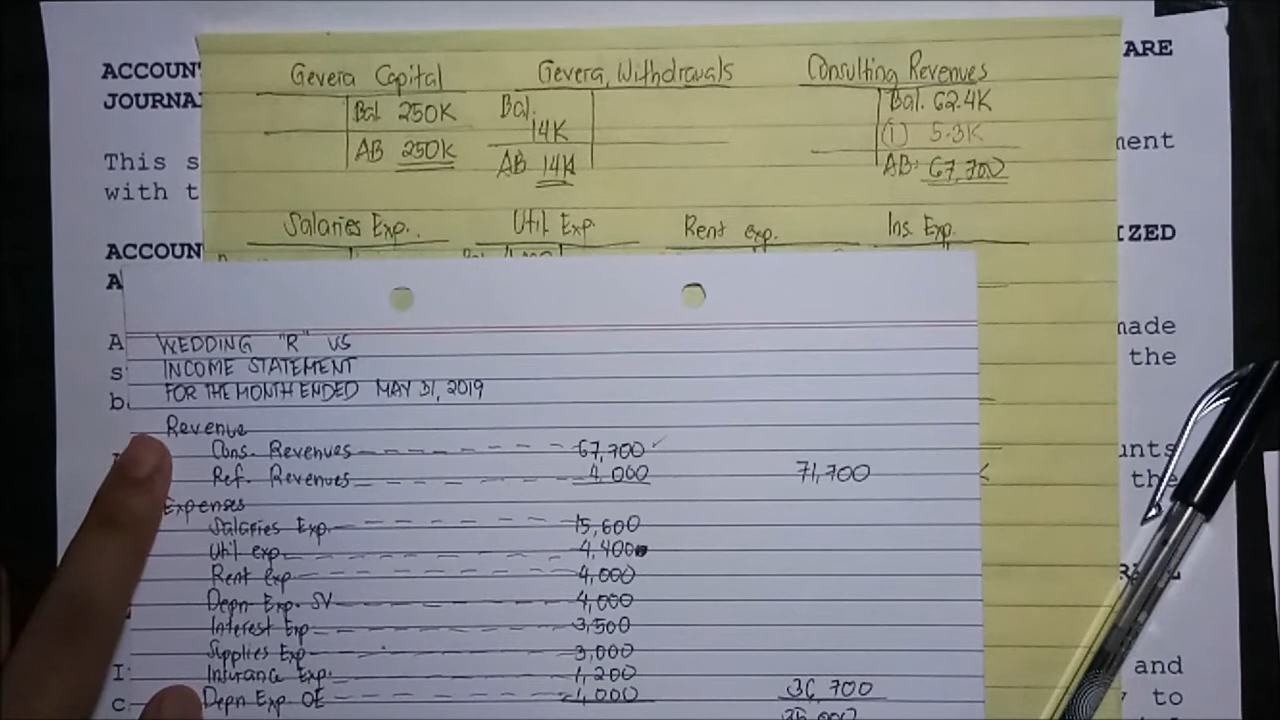 ACCOUN
ARE
JOURNA
This s
ment
with t
ACCOUN
IZED
A
A
made
s
the
b
unts
the
I
and
c
y to
Gevera Capital
Bal 250K
AB 250K
Gevera, Withdrawals
Bal.
14K
AB 14K
Consulting Revenues
Bal. 62.4K
(1) 5.3K
AB: 67,700
Salaries Exp. Util Exp. Rent exp. Ins. Exp.
WEDDING "R" US
INCOME STATEMENT
FOR THE MONTH ENDED MAY 31, 2019
Revenue
Cons. Revenues 67,700
Ref. Revenues 4,000 71,700
Expenses
Salaries Exp. 15,600
Util exp. 4,400
Rent exp 4,000
Depn Exp. SV 4,000
Interest Exp 3,500
Supplies Exp 3,000
Insurance Exp. 1,200
Depn Exp OE 1,000 36,700